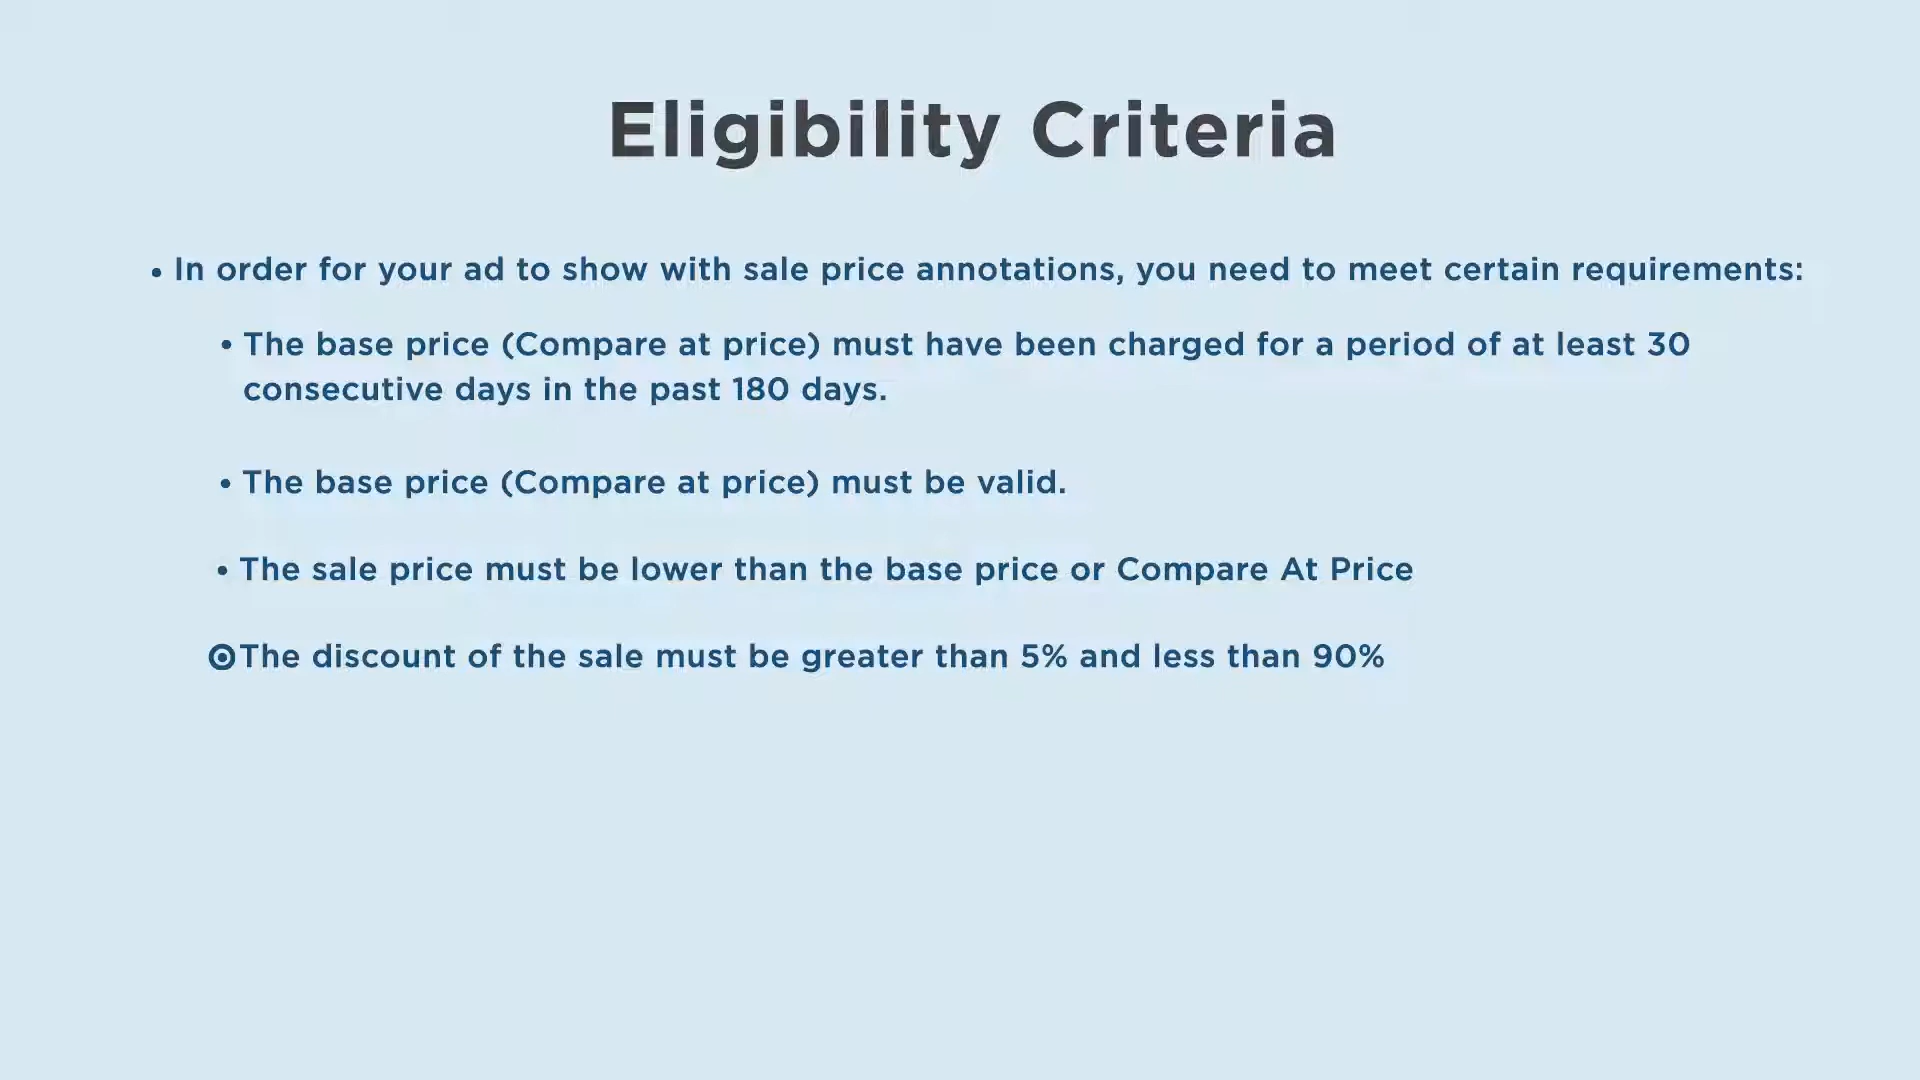 Eligibility Criteria
• In order for your ad to show with sale price annotations, you need to meet certain requirements:
• The base price (Compare at price) must have been charged for a period of at least 30
consecutive days in the past 180 days.
• The base price (Compare at price) must be valid.
• The sale price must be lower than the base price or Compare At Price
• The discount of the sale must be greater than 5% and less than 90%